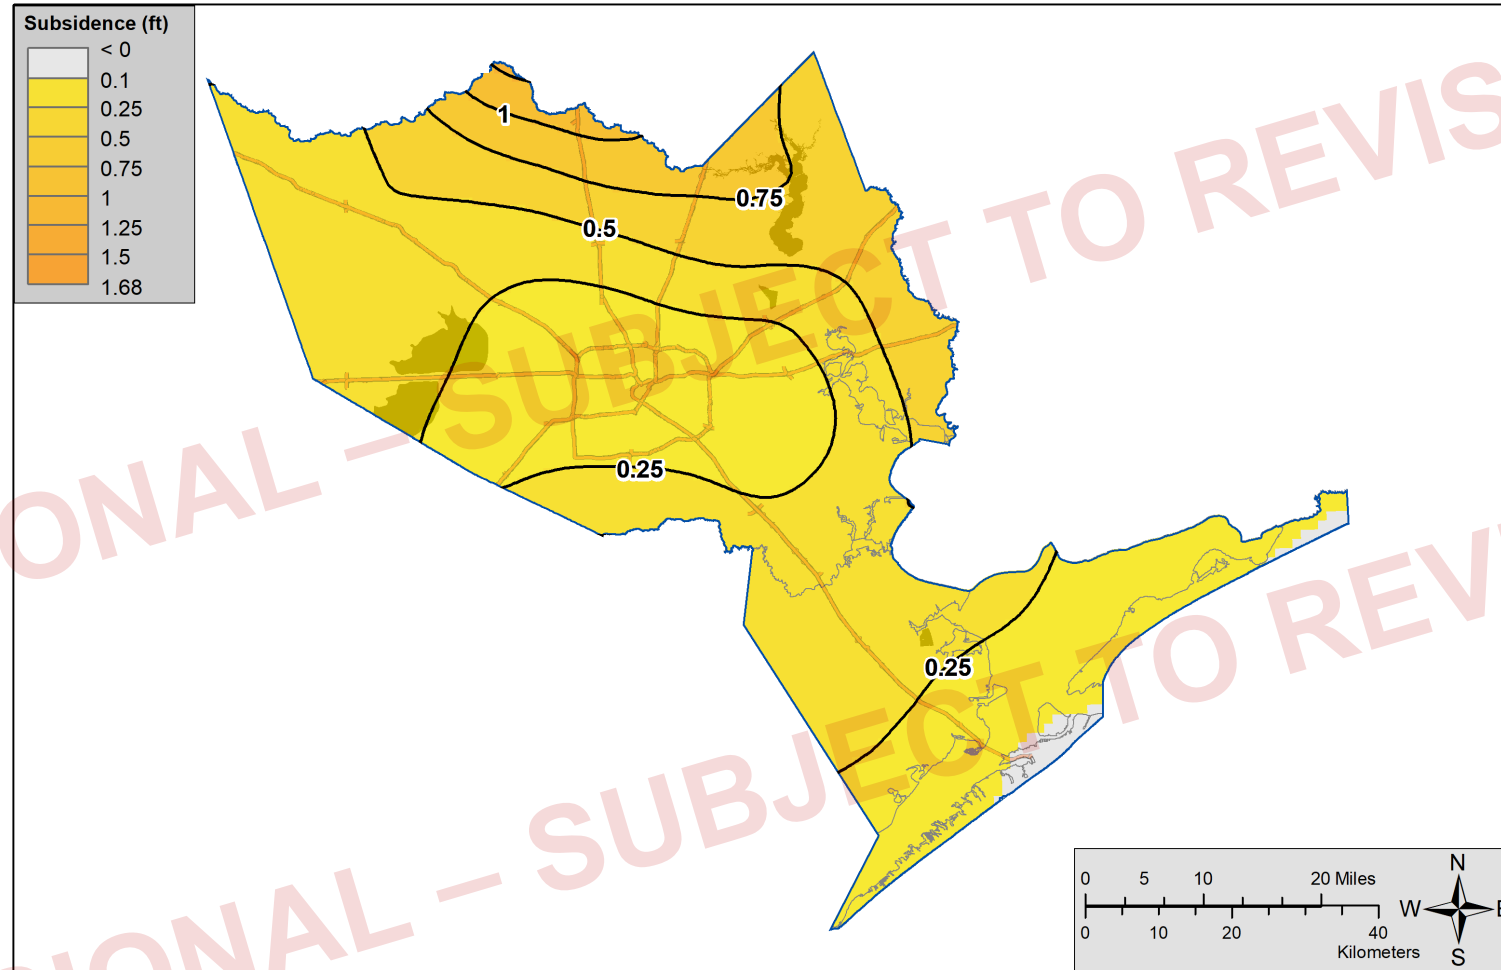 Subsidence (ft)
< 0
0.1
0.25
0.5
0.75
1
1.25
1.5
1.68
1
0.75
0.5
0.25
0.25
ONAL – SUBJECT TO REVIS
SIONAL – SUBJECT TO REVI
0 5 10 20 Miles
0 10 20 40
Kilometers
N
W E
S